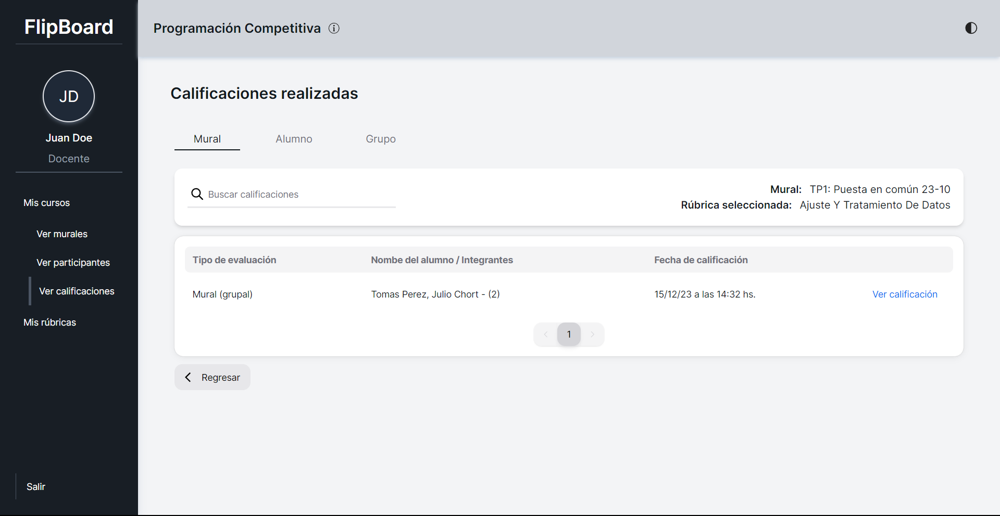 FlipBoard
JD
Juan Doe
Docente
Mis cursos
Ver murales
Ver participantes
Ver calificaciones
Mis rúbricas
Salir
Programación Competitiva
Calificaciones realizadas
Mural Alumno Grupo
Buscar calificaciones
Mural: TP1: Puesta en común 23-10
Rúbrica seleccionada: Ajuste Y Tratamiento De Datos
Tipo de evaluación Nombre del alumno / Integrantes Fecha de calificación
Mural (grupal) Tomas Perez, Julio Chort - (2) 15/12/23 a las 14:32 hs. Ver calificación
1
Regresar